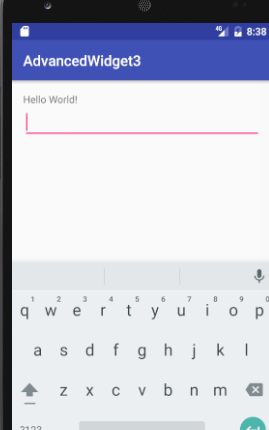 4G 8:38
AdvancedWidget3
Hello World!
1 2 3 4 5 6 7 8 9 0
q w e r t y u i o p
a s d f g h j k l
z x c v b n m
?123